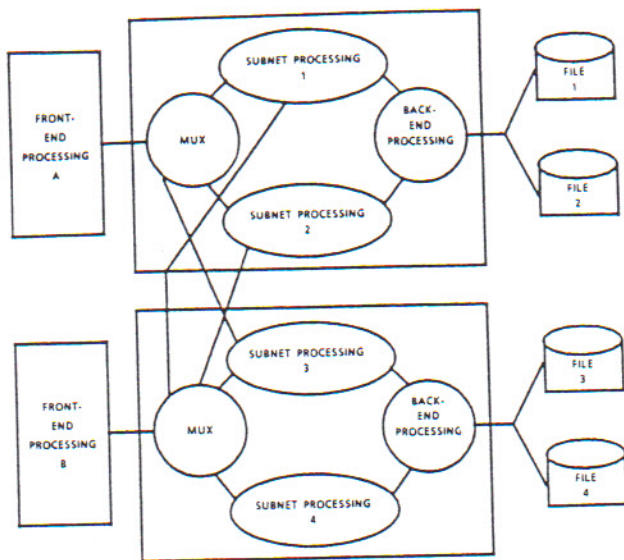 SUBNET PROCESSING
1
FRONT-
END
PROCESSING
A
MUX
BACK-
END
PROCESSING
FILE
1
SUBNET PROCESSING
2
FILE
2
FRONT-
END
PROCESSING
B
SUBNET PROCESSING
3
MUX
BACK-
END
PROCESSING
FILE
3
SUBNET PROCESSING
4
FILE
4